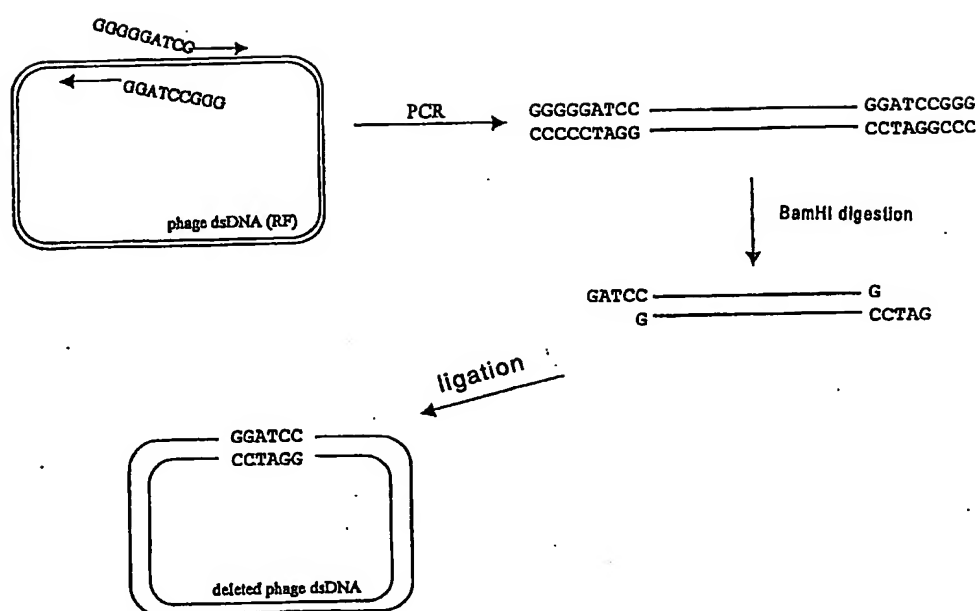 GGGGGATCG
GGATCCGGG
phage dsDNA (RF)
PCR
GGGGGATCC GGATCCGGG
CCCCCTAGG CCTAGGCCC
BamHI digestion
GATCC G
G CCTAG
ligation
GGATCC
CCTAGG
deleted phage dsDNA